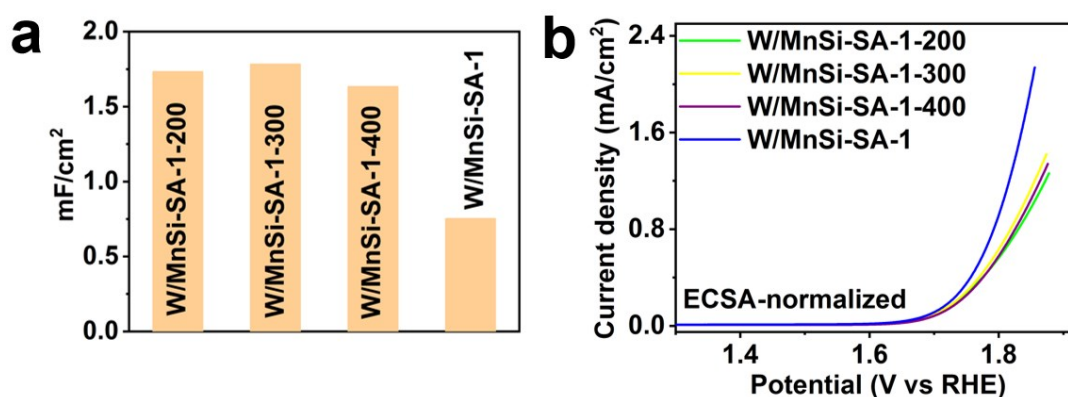 a
2.0
1.5
1.0
0.5
0.0
mF/cm²
W/MnSi-SA-1-200
W/MnSi-SA-1-300
W/MnSi-SA-1-400
W/MnSi-SA-1
b
2.4
1.6
0.8
0.0
Current density (mA/cm²)
W/MnSi-SA-1-200
W/MnSi-SA-1-300
W/MnSi-SA-1-400
W/MnSi-SA-1
ECSA-normalized
1.4 1.6 1.8
Potential (V vs RHE)